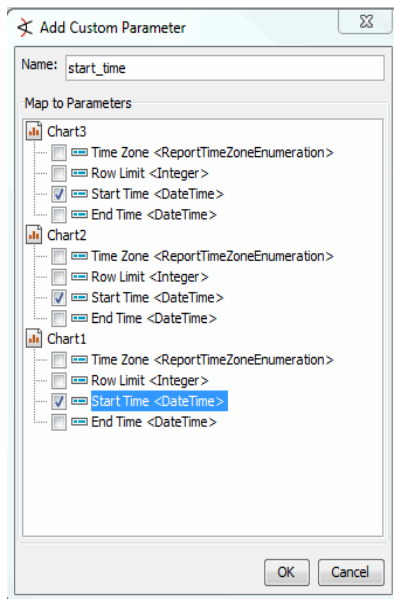 Add Custom Parameter
Name: start_time
Map to Parameters
Chart3
Time Zone <ReportTimeZoneEnumeration>
Row Limit <Integer>
Start Time <DateTime>
End Time <DateTime>
Chart2
Time Zone <ReportTimeZoneEnumeration>
Row Limit <Integer>
Start Time <DateTime>
End Time <DateTime>
Chart1
Time Zone <ReportTimeZoneEnumeration>
Row Limit <Integer>
Start Time <DateTime>
End Time <DateTime>
OK Cancel